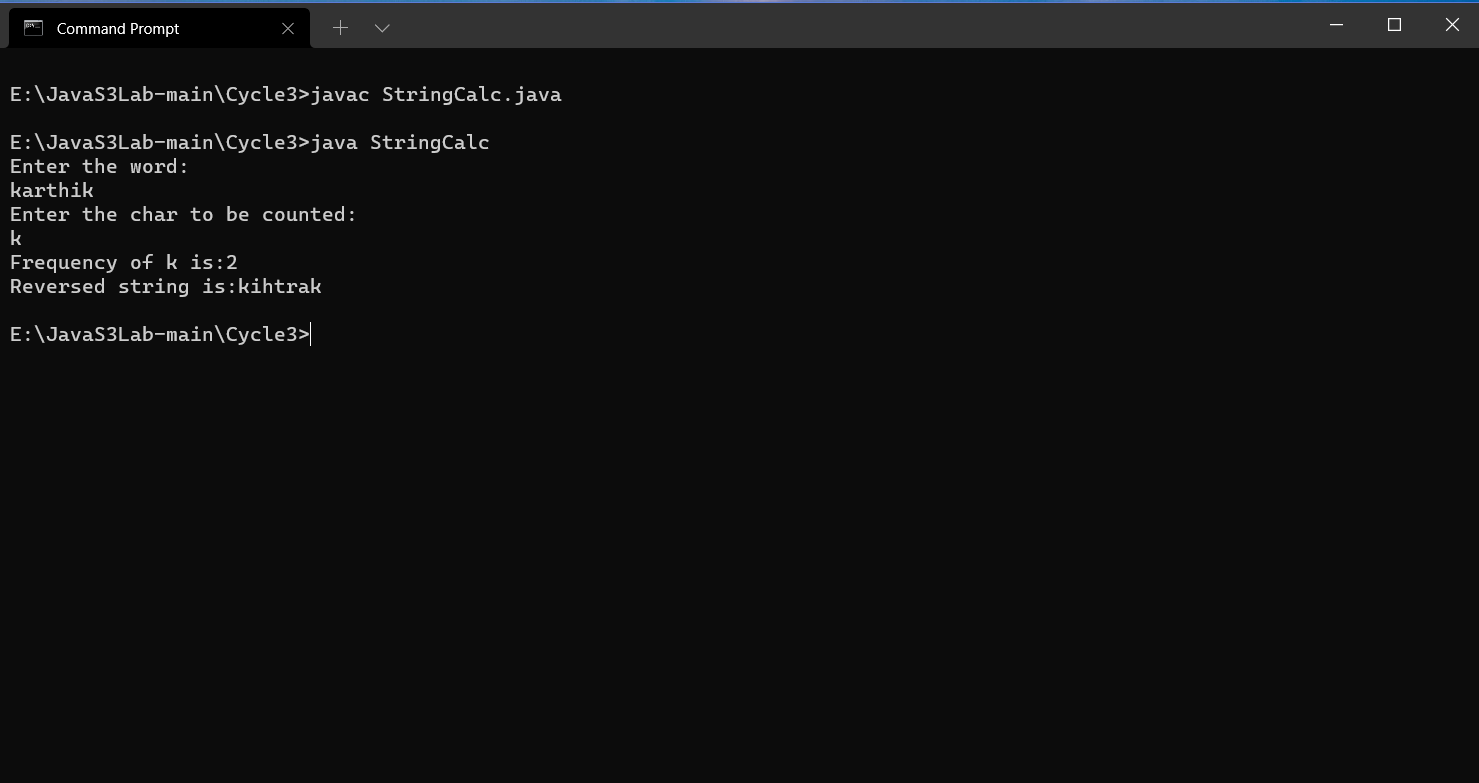 Command Prompt
E:\JavaS3Lab-main\Cycle3>javac StringCalc.java
E:\JavaS3Lab-main\Cycle3>java StringCalc
Enter the word:
karthik
Enter the char to be counted:
k
Frequency of k is:2
Reversed string is:kihtrak
E:\JavaS3Lab-main\Cycle3>